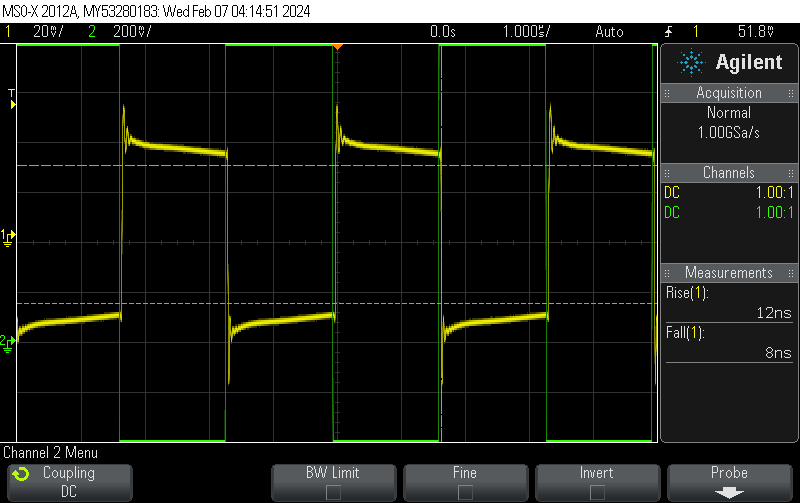 MSO-X 2012A, MY53280183: Wed Feb 07 04:14:51 2024
1 20V/ 2 200V/ 0.0s 1.000s/ Auto 1 51.8V
Agilent
Acquisition
Normal
1.00GSa/s
Channels
DC 1.00:1
DC 1.00:1
Measurements
Rise(1):
12ns
Fall(1):
8ns
T
1
2
Channel 2 Menu
Coupling
DC
BW Limit
Fine
Invert
Probe